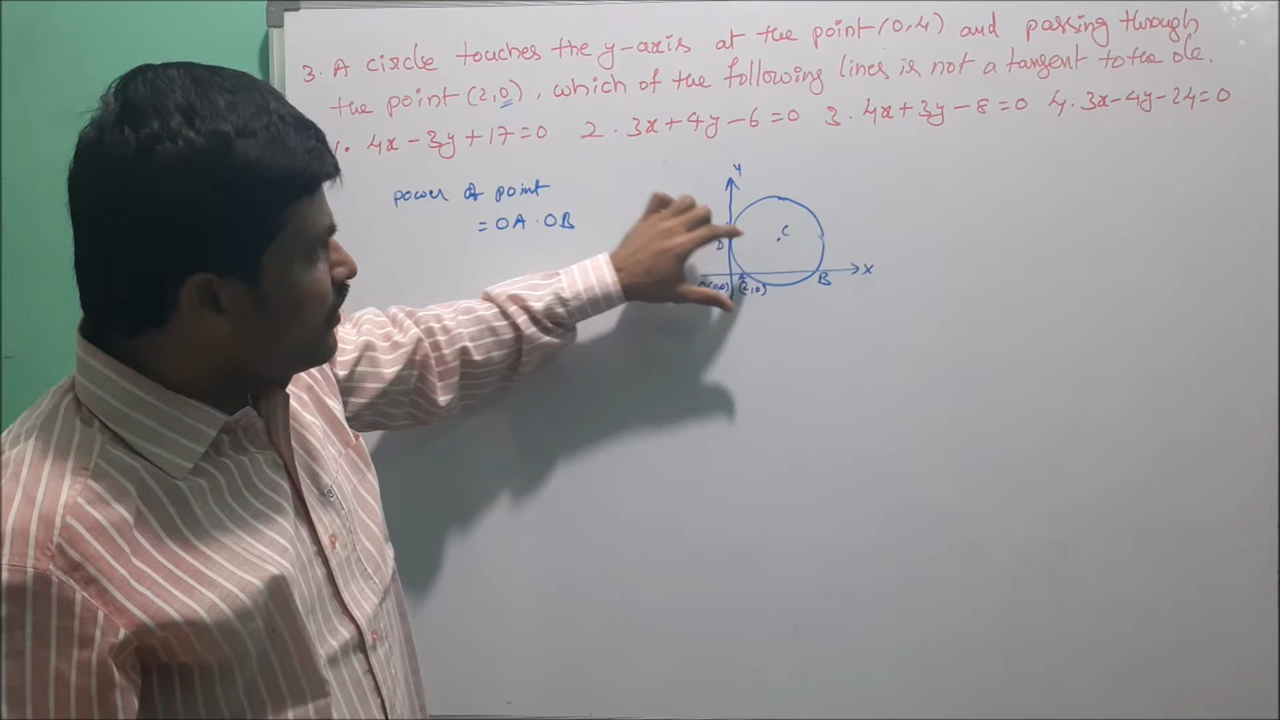 3. A circle touches the y-axis at the point (0,4) and passing through
the point (2,0), which of the following lines is not a tangent to the ole.
1. 4x-3y+17=0 2. 3x+4y-6=0 3. 4x+3y-8=0 4. 3x-4y-24=0
power of point
= OA·OB
Y
C
D
X
(0,0) (2,0) B